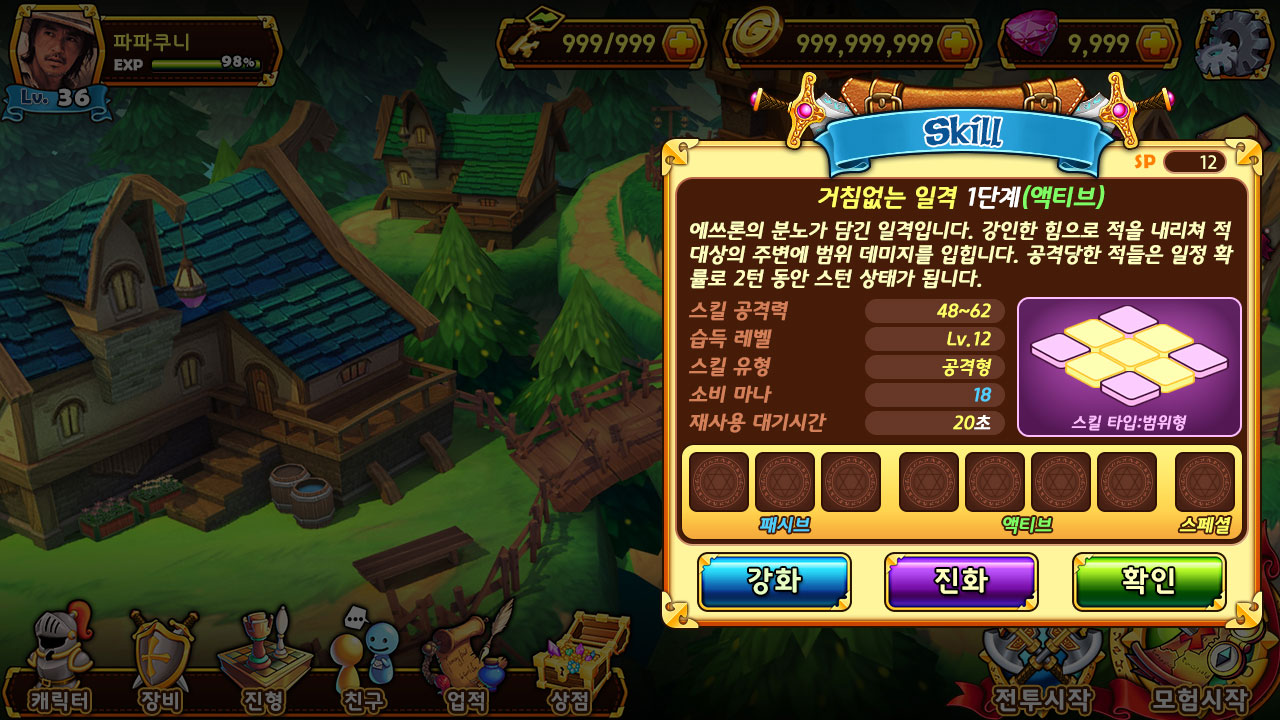 파파쿠니
EXP 98%
Lv. 36
999/999
G
999,999,999
9,999
Skill
SP 12
거침없는 일격 1단계(액티브)
에쓰론의 분노가 담긴 일격입니다. 강인한 힘으로 적을 내리쳐 적
대상의 주변에 범위 데미지를 입힙니다. 공격당한 적들은 일정 확
률로 2턴 동안 스턴 상태가 됩니다.
스킬 공격력 48~62
습득 레벨 Lv.12
스킬 유형 공격형
소비 마나 18
재사용 대기시간 20초
스킬 타입:범위형
패시브 액티브 스페셜
강화 진화 확인
캐릭터 장비 진형 친구 업적 상점 전투시작 모험시작